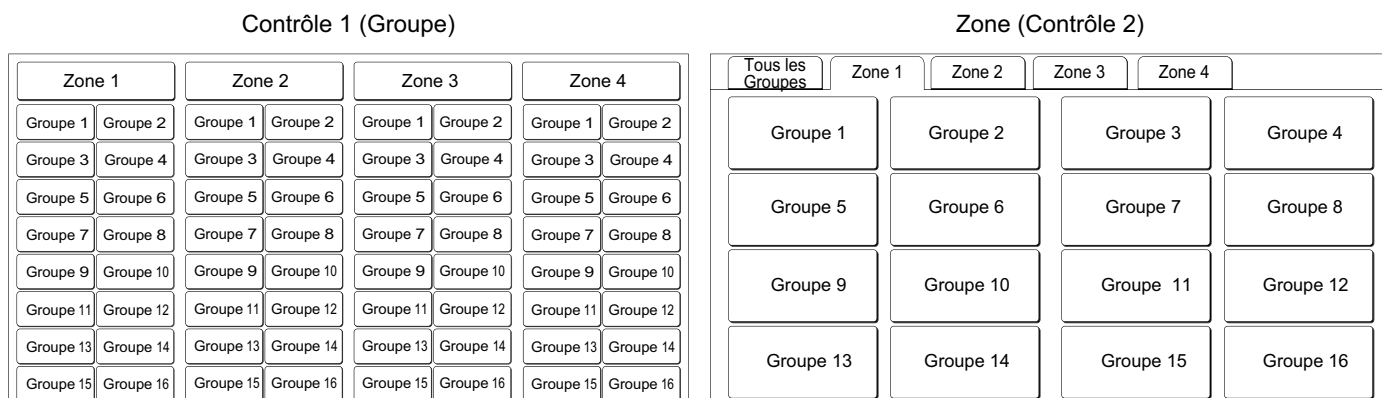 Contrôle 1 (Groupe)
Zone 1 Zone 2 Zone 3 Zone 4
Groupe 1 Groupe 2 Groupe 1 Groupe 2 Groupe 1 Groupe 2 Groupe 1 Groupe 2
Groupe 3 Groupe 4 Groupe 3 Groupe 4 Groupe 3 Groupe 4 Groupe 3 Groupe 4
Groupe 5 Groupe 6 Groupe 5 Groupe 6 Groupe 5 Groupe 6 Groupe 5 Groupe 6
Groupe 7 Groupe 8 Groupe 7 Groupe 8 Groupe 7 Groupe 8 Groupe 7 Groupe 8
Groupe 9 Groupe 10 Groupe 9 Groupe 10 Groupe 9 Groupe 10 Groupe 9 Groupe 10
Groupe 11 Groupe 12 Groupe 11 Groupe 12 Groupe 11 Groupe 12 Groupe 11 Groupe 12
Groupe 13 Groupe 14 Groupe 13 Groupe 14 Groupe 13 Groupe 14 Groupe 13 Groupe 14
Groupe 15 Groupe 16 Groupe 15 Groupe 16 Groupe 15 Groupe 16 Groupe 15 Groupe 16
Zone (Contrôle 2)
Tous les
Groupes
Zone 1 Zone 2 Zone 3 Zone 4
Groupe 1 Groupe 2 Groupe 3 Groupe 4
Groupe 5 Groupe 6 Groupe 7 Groupe 8
Groupe 9 Groupe 10 Groupe 11 Groupe 12
Groupe 13 Groupe 14 Groupe 15 Groupe 16